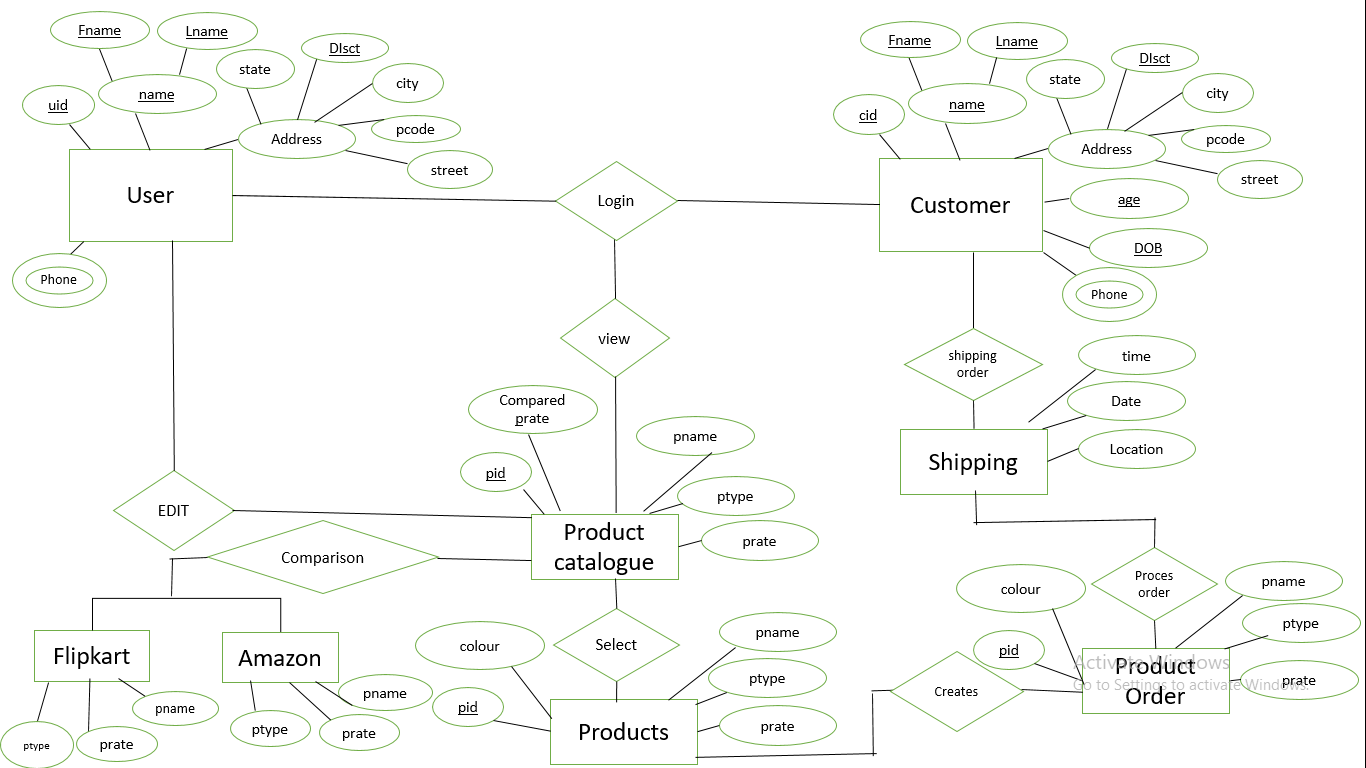 Fname
Lname
DIsct
state
name
city
uid
pcode
Address
street
User
Phone
Fname
Lname
DIsct
state
name
city
cid
pcode
Address
street
Customer
age
DOB
Phone
Login
view
shipping
order
time
Date
Location
Shipping
Compared
prate
pname
pid
ptype
prate
Product
catalogue
EDIT
Comparison
Flipkart
Amazon
pname
ptype
prate
pname
ptype
prate
Select
colour
pname
ptype
pid
prate
Products
Proces
order
colour
pname
ptype
pid
prate
Product
Order
Creates
Activate Windows
Go to Settings to activate Windows.